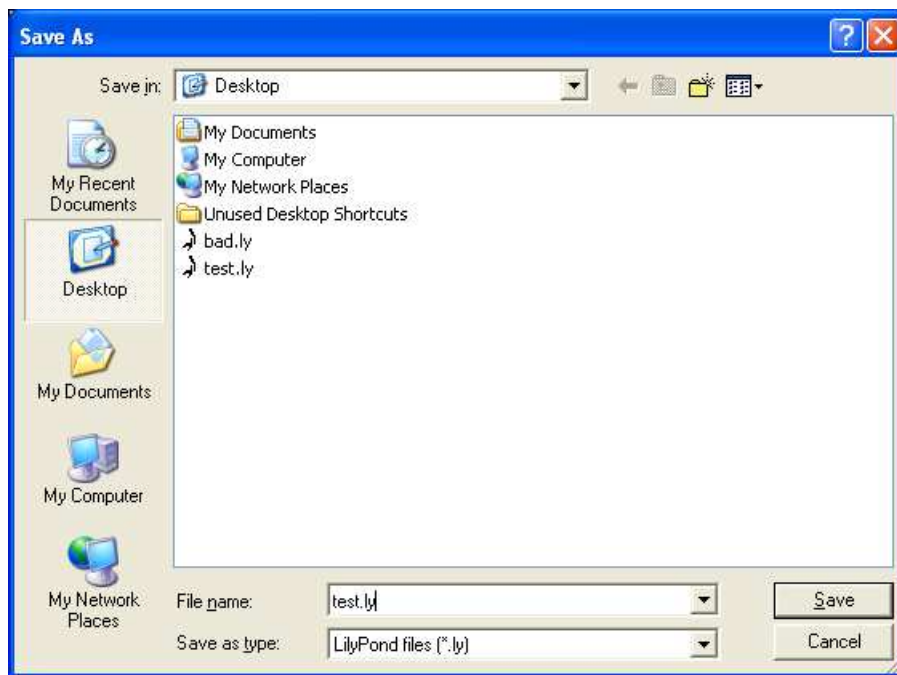 Save As
Save in: Desktop
My Recent
Documents
Desktop
My Documents
My Computer
My Network
Places
My Documents
My Computer
My Network Places
Unused Desktop Shortcuts
bad.ly
test.ly
File name: test.ly Save
Save as type: LilyPond files (*.ly) Cancel